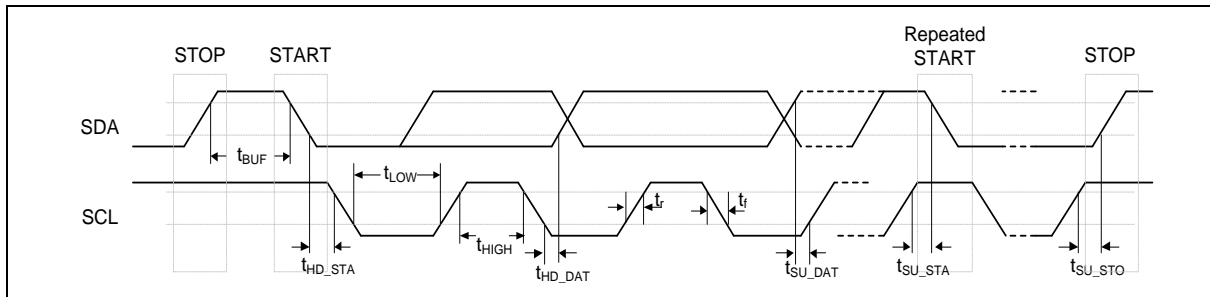 STOP
START
Repeated
START
STOP
SDA
tBUF
tLOW
SCL
tr
tf
tHIGH
tHD_STA
tHD_DAT
tSU_DAT
tSU_STA
tSU_STO